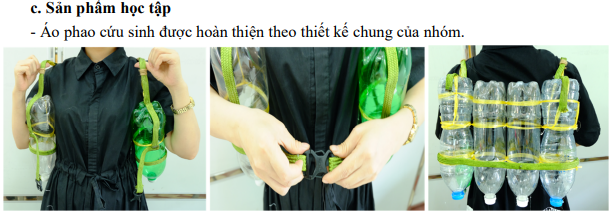 c. Sản phẩm học tập
- Áo phao cứu sinh được hoàn thiện theo thiết kế chung của nhóm.